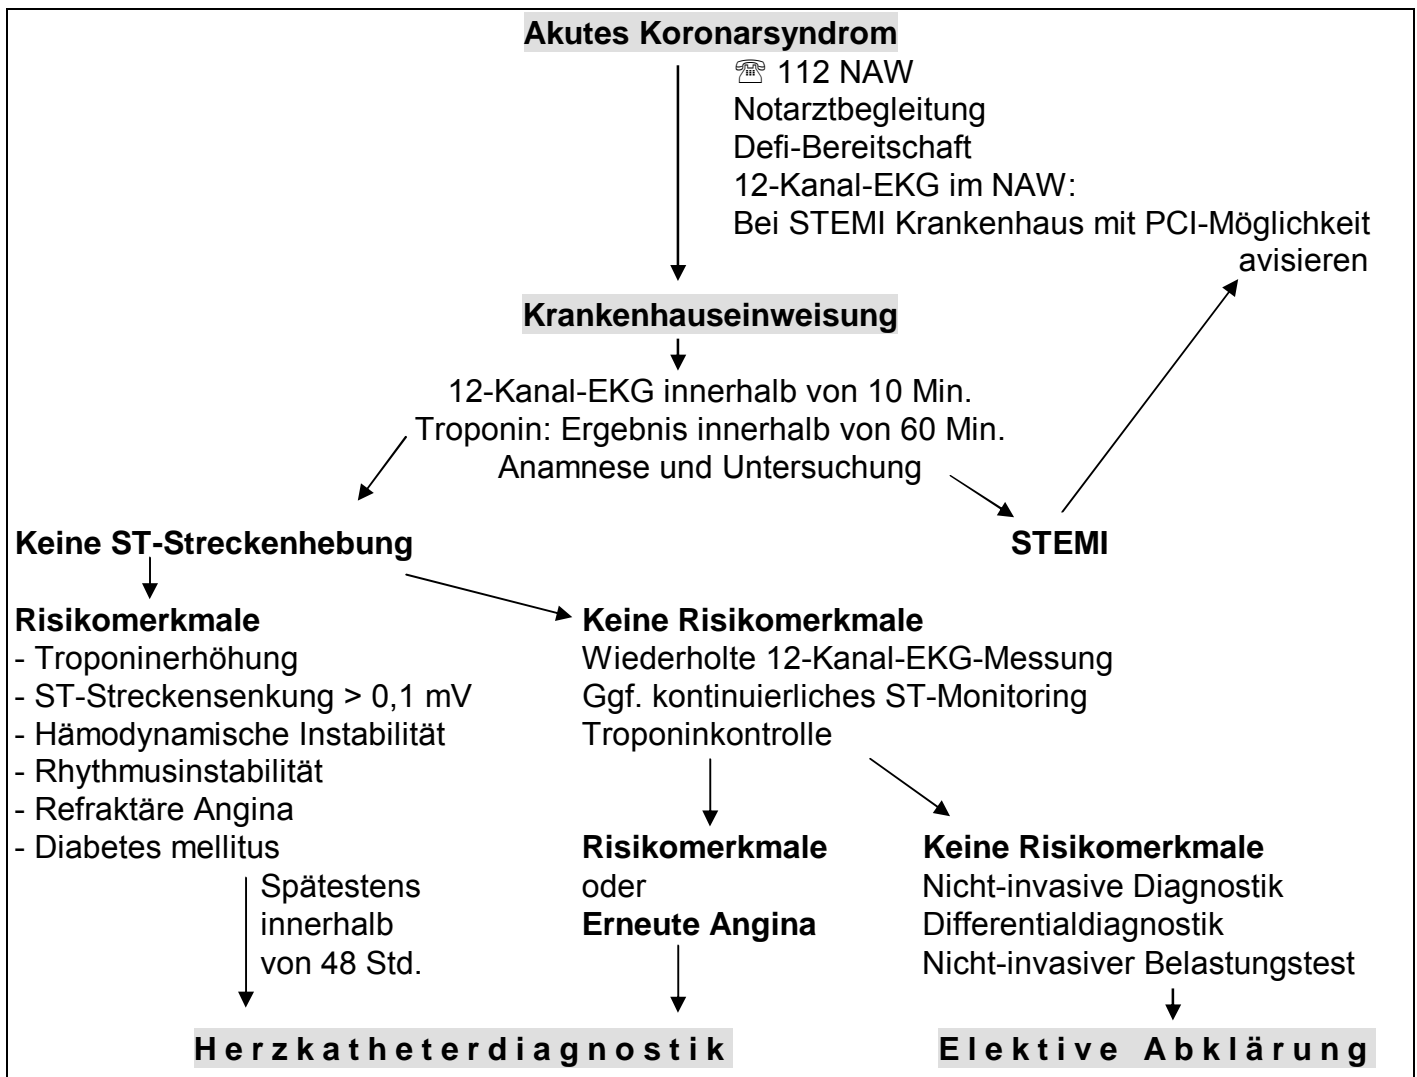 Akutes Koronarsyndrom
☏ 112 NAW
Notarztbegleitung
Defi-Bereitschaft
12-Kanal-EKG im NAW:
Bei STEMI Krankenhaus mit PCI-Möglichkeit
avisieren
Krankenhauseinweisung
12-Kanal-EKG innerhalb von 10 Min.
Troponin: Ergebnis innerhalb von 60 Min.
Anamnese und Untersuchung
Keine ST-Streckenhebung
STEMI
Risikomerkmale
- Troponinerhöhung
- ST-Streckensenkung > 0,1 mV
- Hämodynamische Instabilität
- Rhythmusinstabilität
- Refraktäre Angina
- Diabetes mellitus
Spätestens
innerhalb
von 48 Std.
Keine Risikomerkmale
Wiederholte 12-Kanal-EKG-Messung
Ggf. kontinuierliches ST-Monitoring
Troponinkontrolle
Risikomerkmale
oder
Erneute Angina
Keine Risikomerkmale
Nicht-invasive Diagnostik
Differentialdiagnostik
Nicht-invasiver Belastungstest
Herzkatheterdiagnostik
Elektive Abklärung